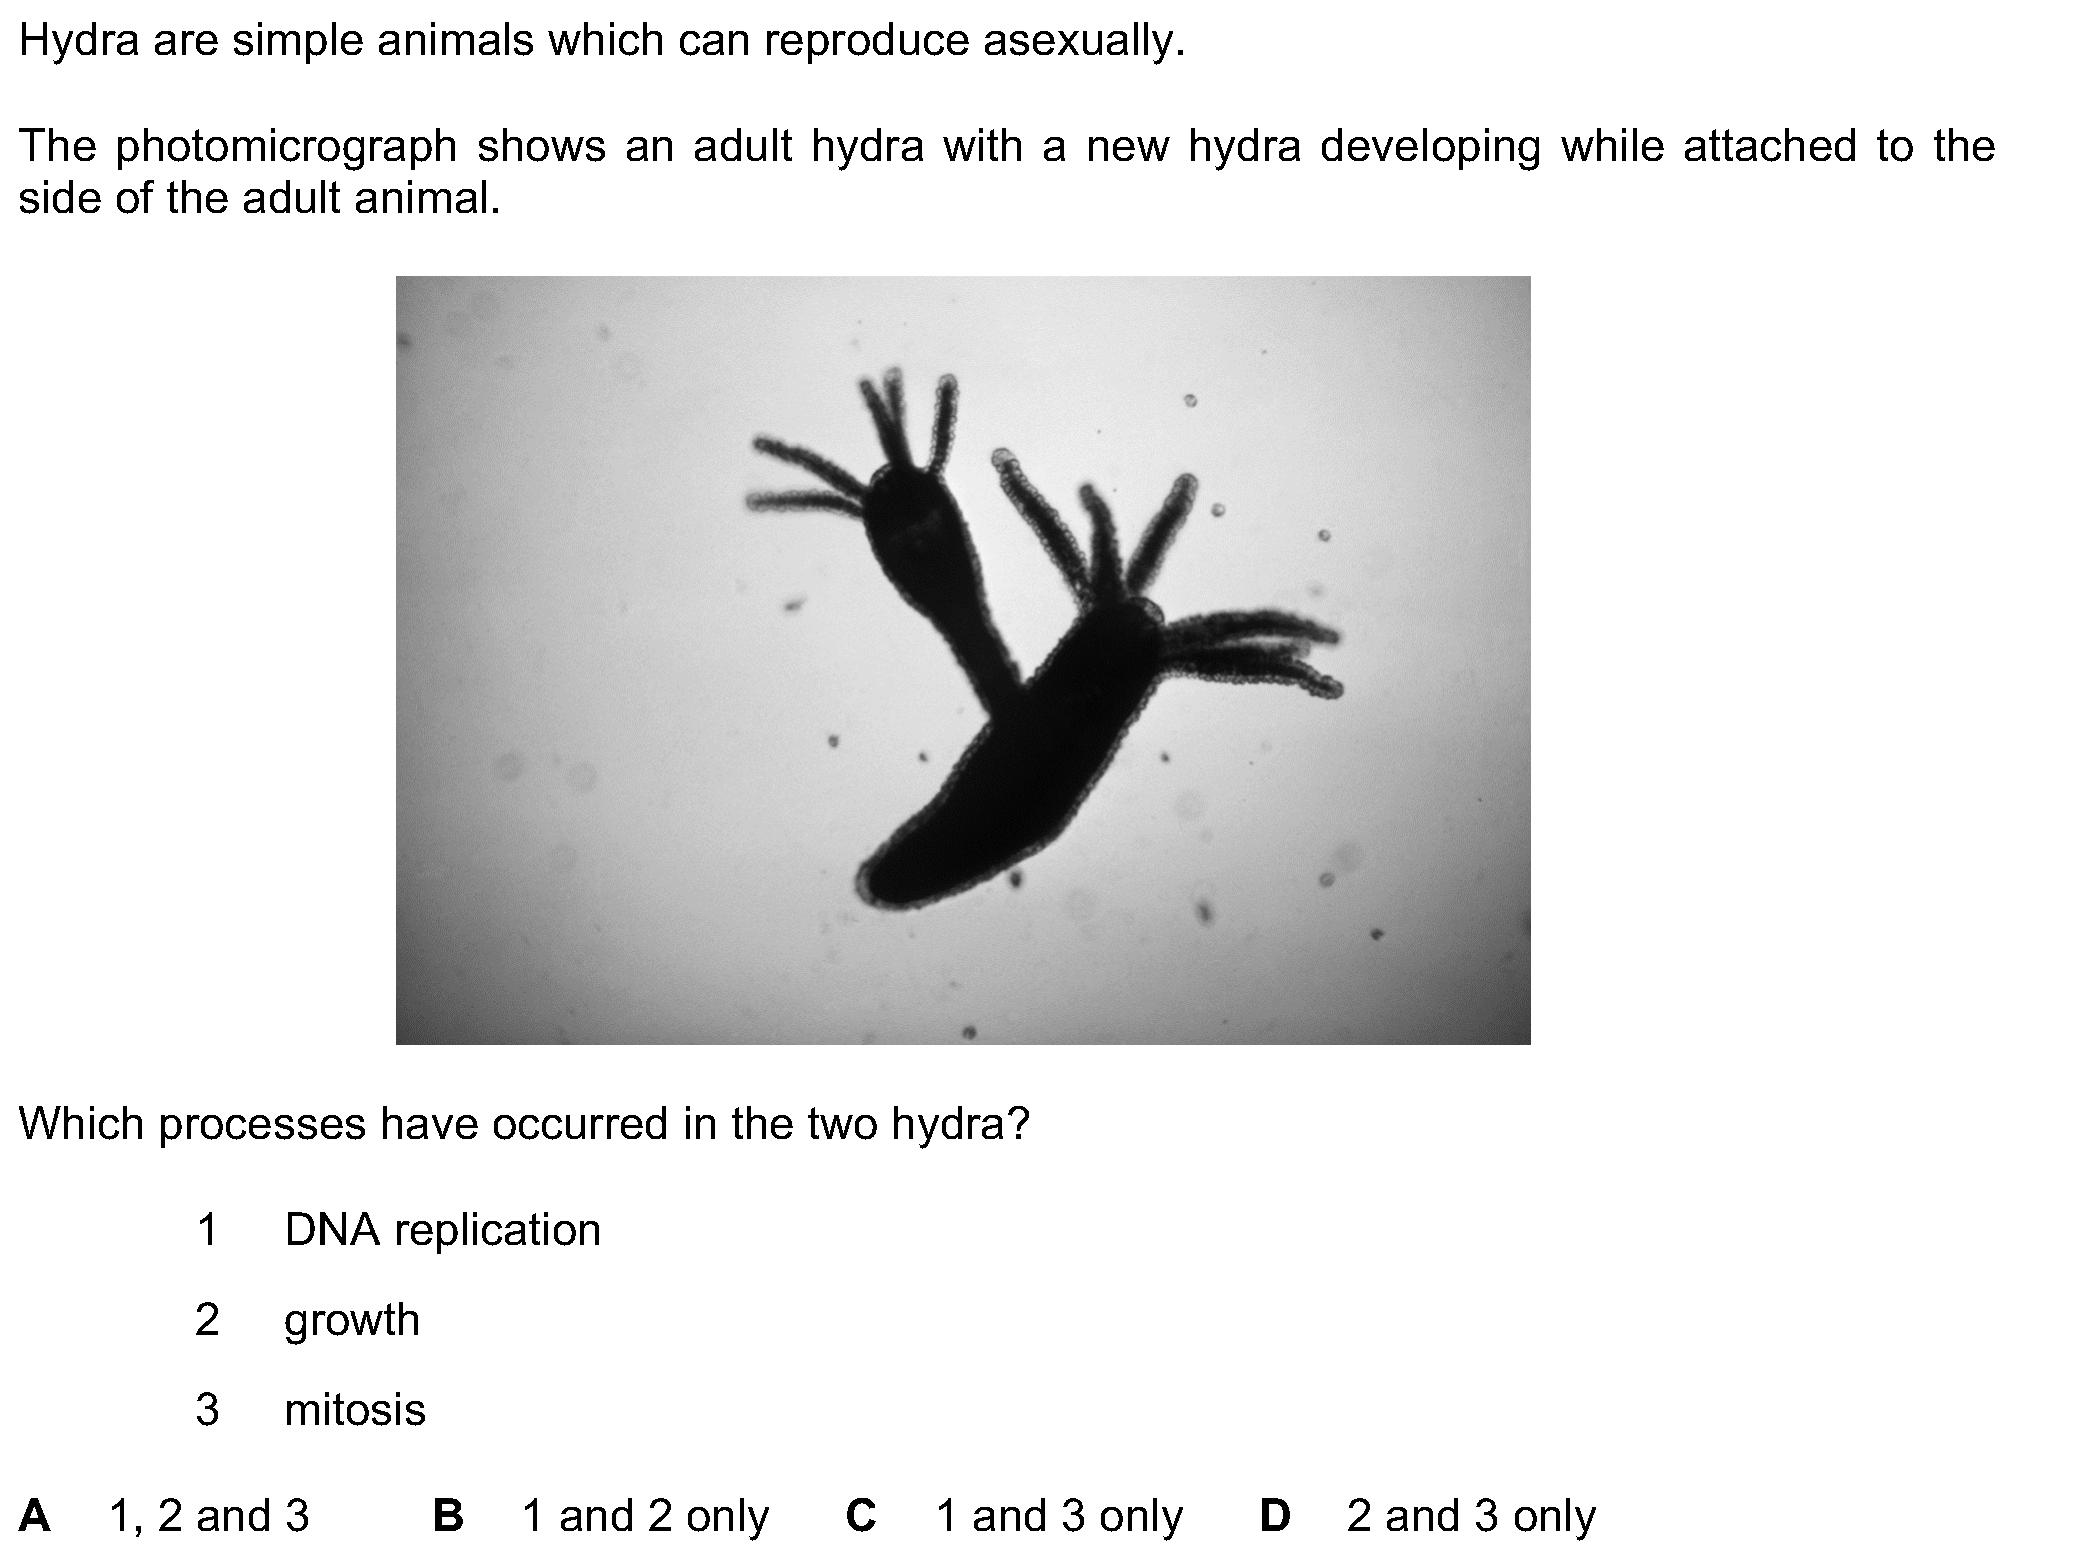 Hydra are simple animals which can reproduce asexually.
The photomicrograph shows an adult hydra with a new hydra developing while attached to the
side of the adult animal.
Which processes have occurred in the two hydra?
1 DNA replication
2 growth
3 mitosis
A 1, 2 and 3 B 1 and 2 only C 1 and 3 only D 2 and 3 only